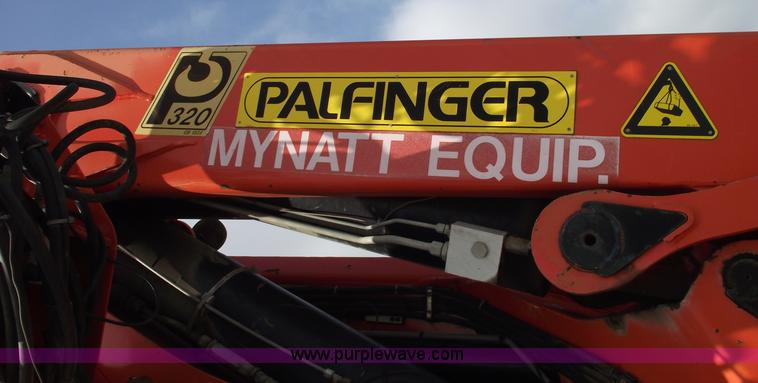 320
PALFINGER
MYNATT EQUIP.
www.purplewave.com